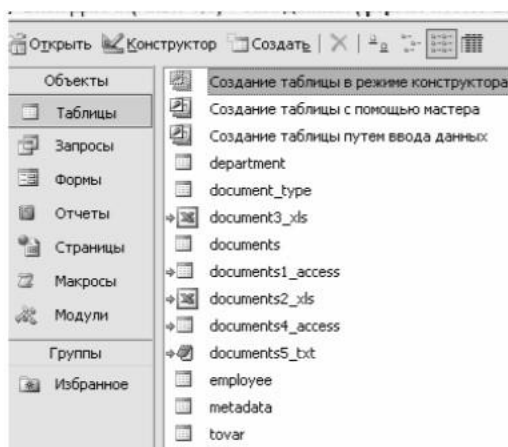 Открыть Конструктор Создать
Объекты
Таблицы
Запросы
Формы
Отчеты
Страницы
Макросы
Модули
Группы
Избранное
Создание таблицы в режиме конструктора
Создание таблицы с помощью мастера
Создание таблицы путем ввода данных
department
document_type
document3_xls
documents
documents1_access
documents2_xls
documents4_access
documents5_txt
employee
metadata
tovar